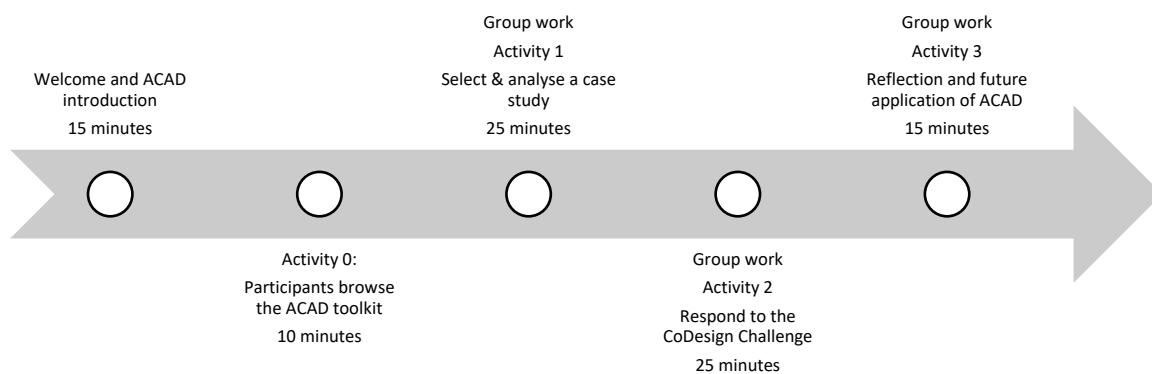 Welcome and ACAD
introduction
15 minutes
Activity 0:
Participants browse
the ACAD toolkit
10 minutes
Group work
Activity 1
Select & analyse a case
study
25 minutes
Group work
Activity 2
Respond to the
CoDesign Challenge
25 minutes
Group work
Activity 3
Reflection and future
application of ACAD
15 minutes